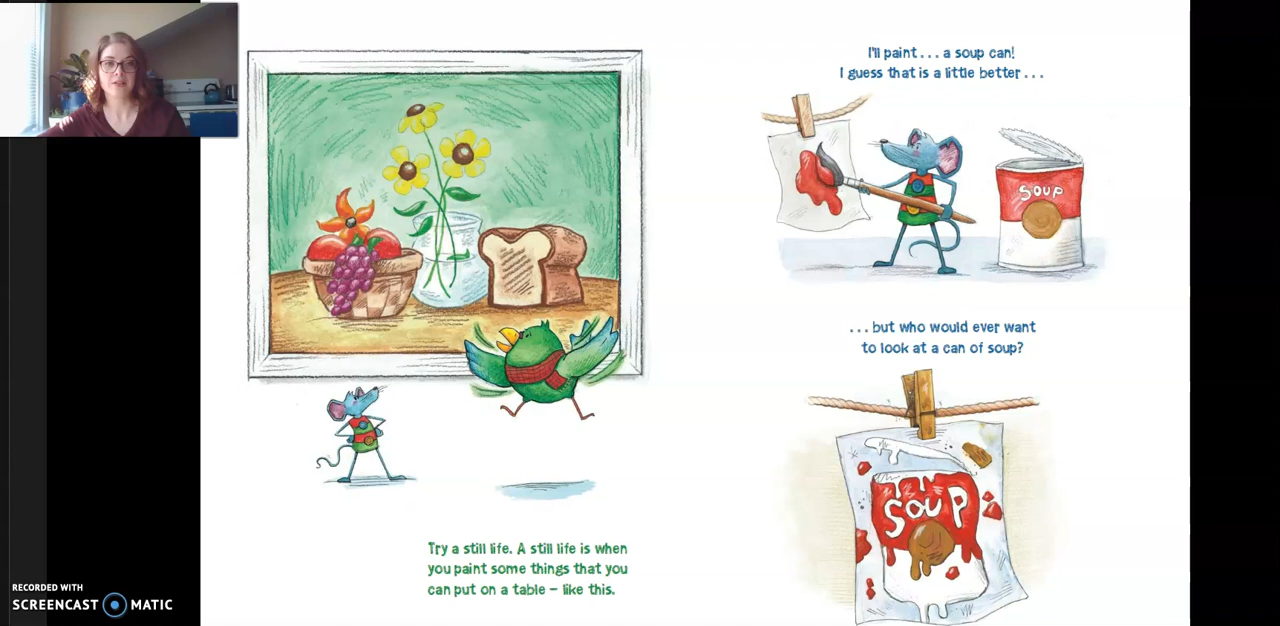 Try a still life. A still life is when
you paint some things that you
can put on a table – like this.
I'll paint . . . a soup can!
I guess that is a little better . . .
SOUP
. . . but who would ever want
to look at a can of soup?
SOUP
RECORDED WITH
SCREENCAST MATIC